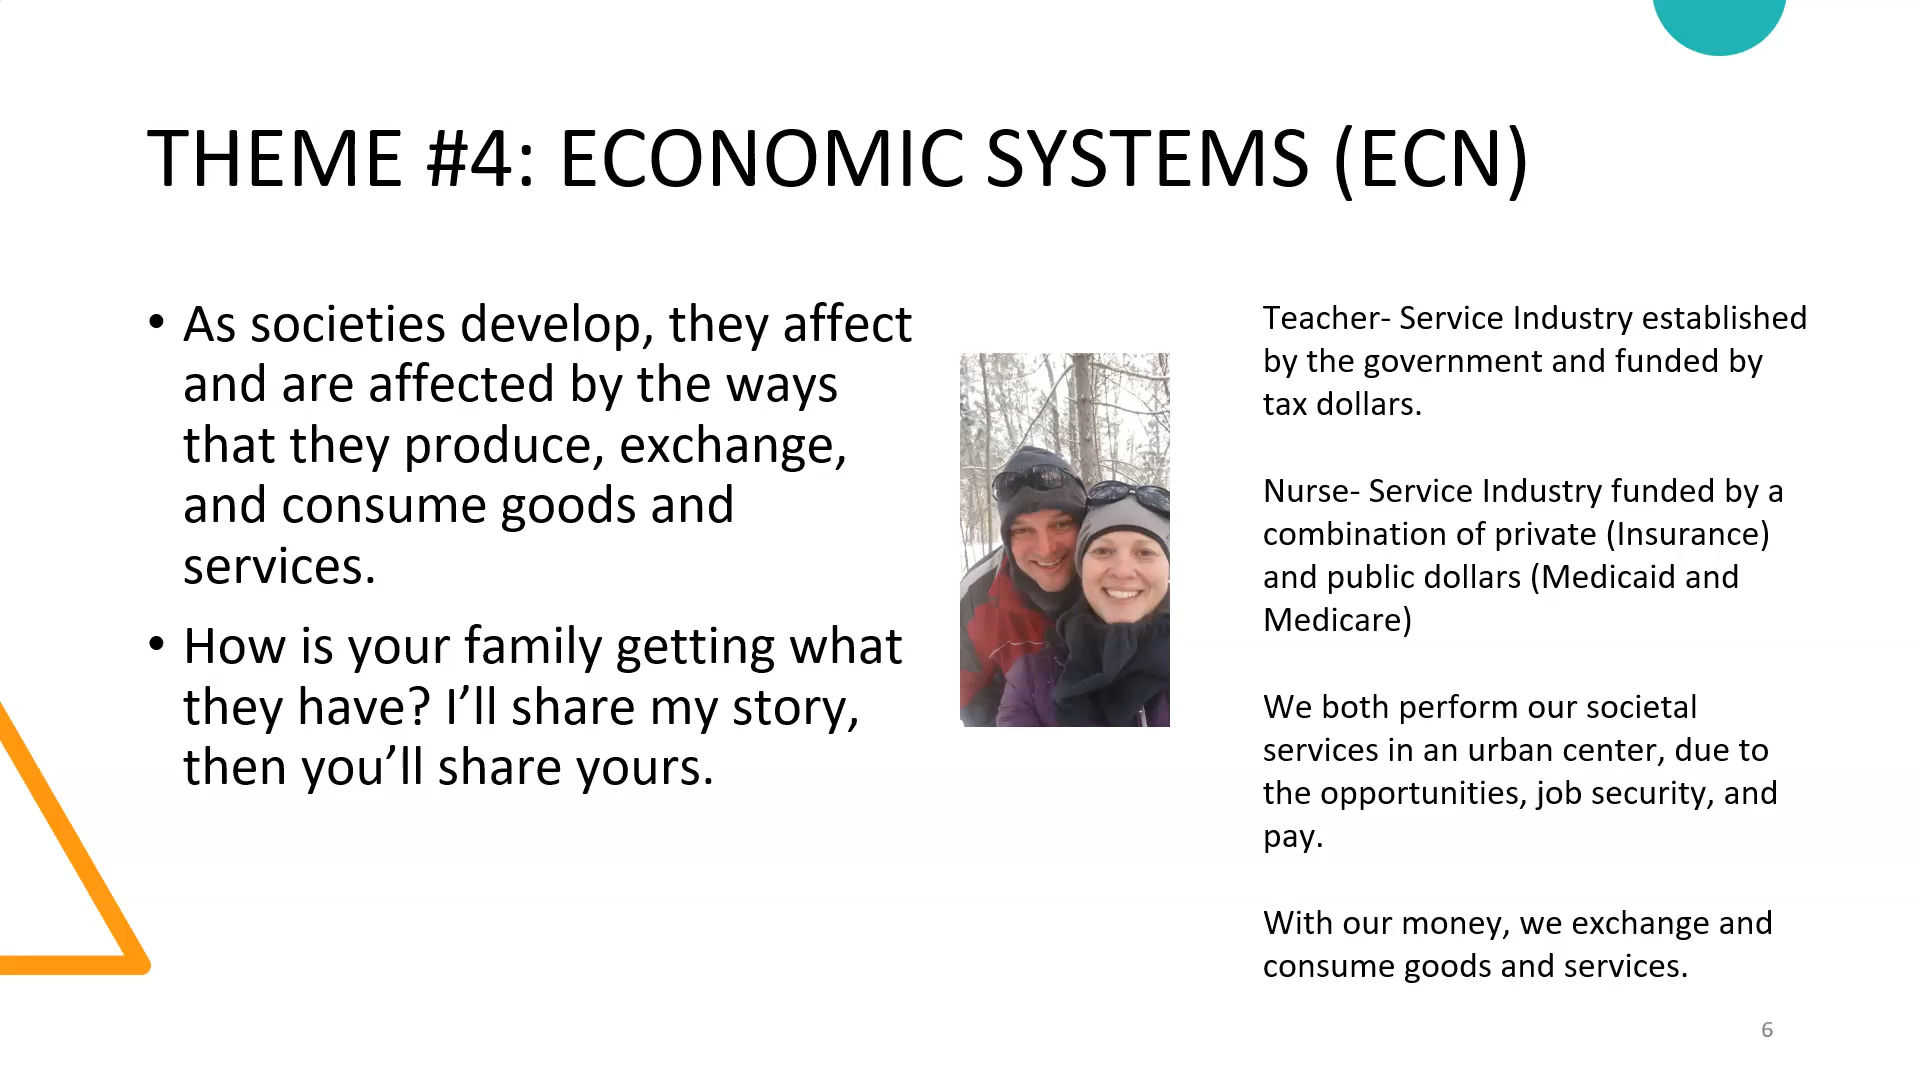 THEME #4: ECONOMIC SYSTEMS (ECN)
• As societies develop, they affect
and are affected by the ways
that they produce, exchange,
and consume goods and
services.
• How is your family getting what
they have? I’ll share my story,
then you’ll share yours.
Teacher- Service Industry established
by the government and funded by
tax dollars.
Nurse- Service Industry funded by a
combination of private (Insurance)
and public dollars (Medicaid and
Medicare)
We both perform our societal
services in an urban center, due to
the opportunities, job security, and
pay.
With our money, we exchange and
consume goods and services.
6